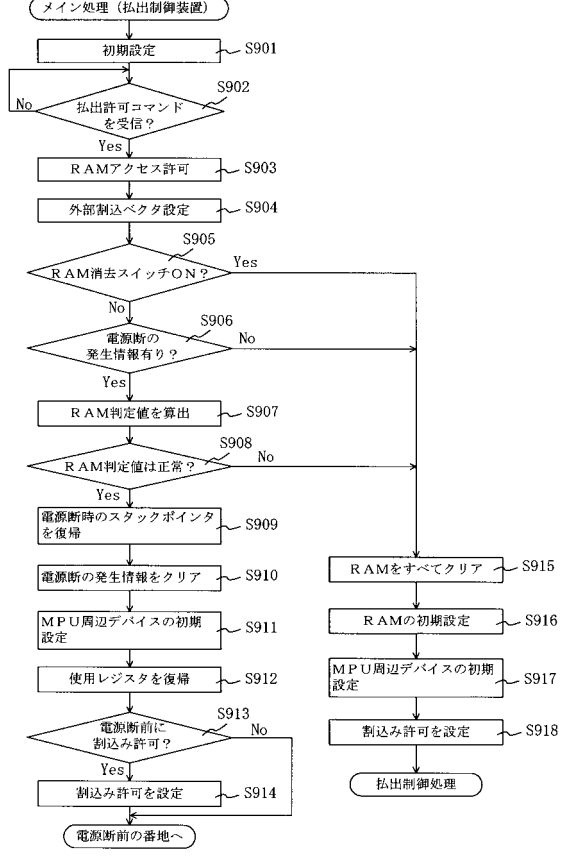 メイン処理（払出制御装置）
初期設定
S901
S902
払出許可コマンド
を受信？
No
Yes
ＲＡＭアクセス許可
S903
外部割込ベクタ設定
S904
S905
ＲＡＭ消去スイッチＯＮ？
Yes
No
S906
電源断の
発生情報有り？
No
Yes
ＲＡＭ判定値を算出
S907
S908
ＲＡＭ判定値は正常？
No
Yes
電源断時のスタックポインタ
を復帰
S909
電源断の発生情報をクリア
S910
ＭＰＵ周辺デバイスの初期
設定
S911
使用レジスタを復帰
S912
S913
電源断前に
割込み許可？
No
Yes
割込み許可を設定
S914
電源断前の番地へ
ＲＡＭをすべてクリア
S915
ＲＡＭの初期設定
S916
ＭＰＵ周辺デバイスの初期
設定
S917
割込み許可を設定
S918
払出制御処理